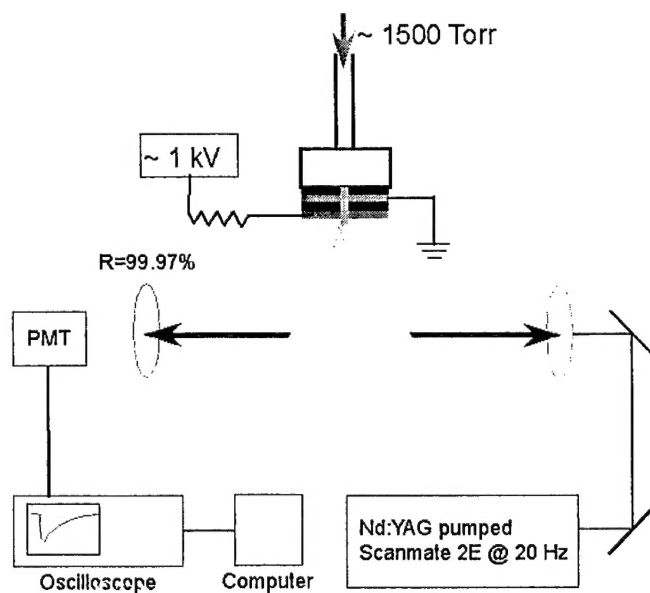 ~ 1500 Torr
~ 1 kV
R=99.97%
PMT
Nd:YAG pumped
Scanmate 2E @ 20 Hz
Oscilloscope
Computer